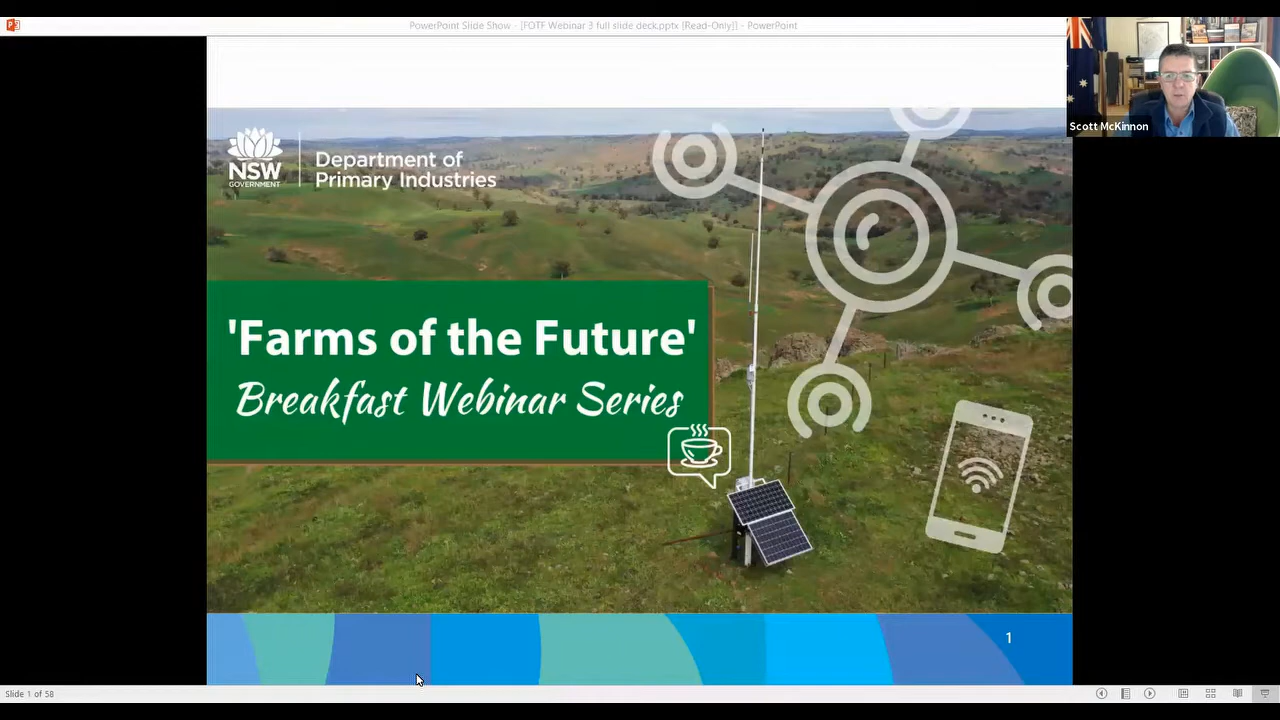 PowerPoint Slide Show - [FOTF Webinar 3 full slide deck.pptx [Read-Only]] - PowerPoint
Scott McKinnon
NSW
GOVERNMENT
Department of
Primary Industries
'Farms of the Future'
Breakfast Webinar Series
1
Slide 1 of 58